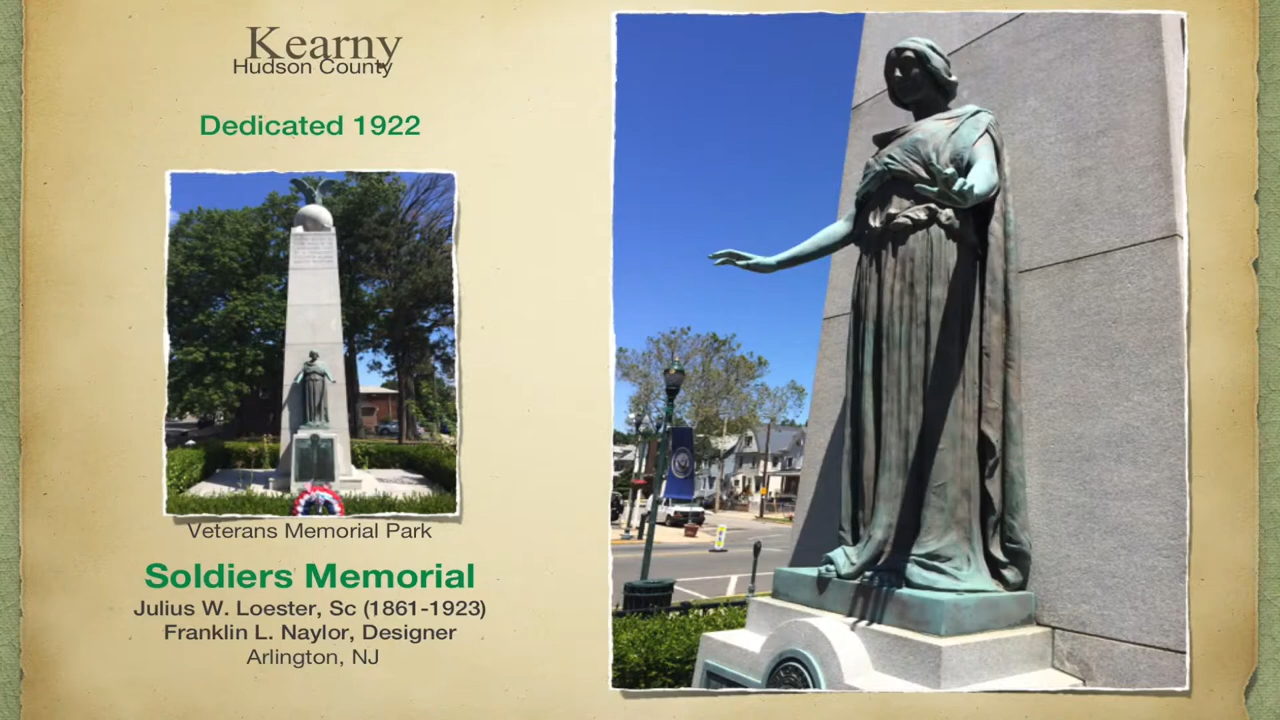 Kearny
Hudson County
Dedicated 1922
Veterans Memorial Park
Soldiers Memorial
Julius W. Loester, Sc (1861-1923)
Franklin L. Naylor, Designer
Arlington, NJ